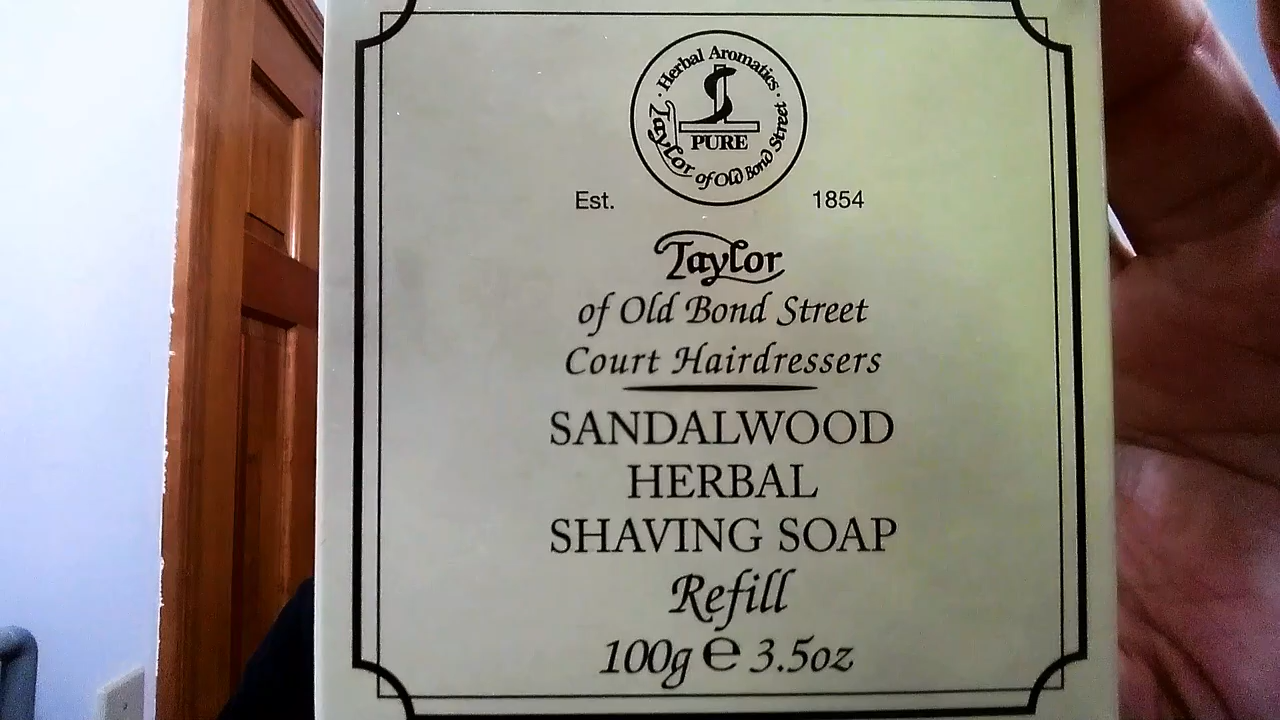 · Herbal Aromatics ·
PURE
Taylor of Old Bond Street
Est. 1854
Taylor
of Old Bond Street
Court Hairdressers
SANDALWOOD
HERBAL
SHAVING SOAP
Refill
100g ℮ 3.5oz